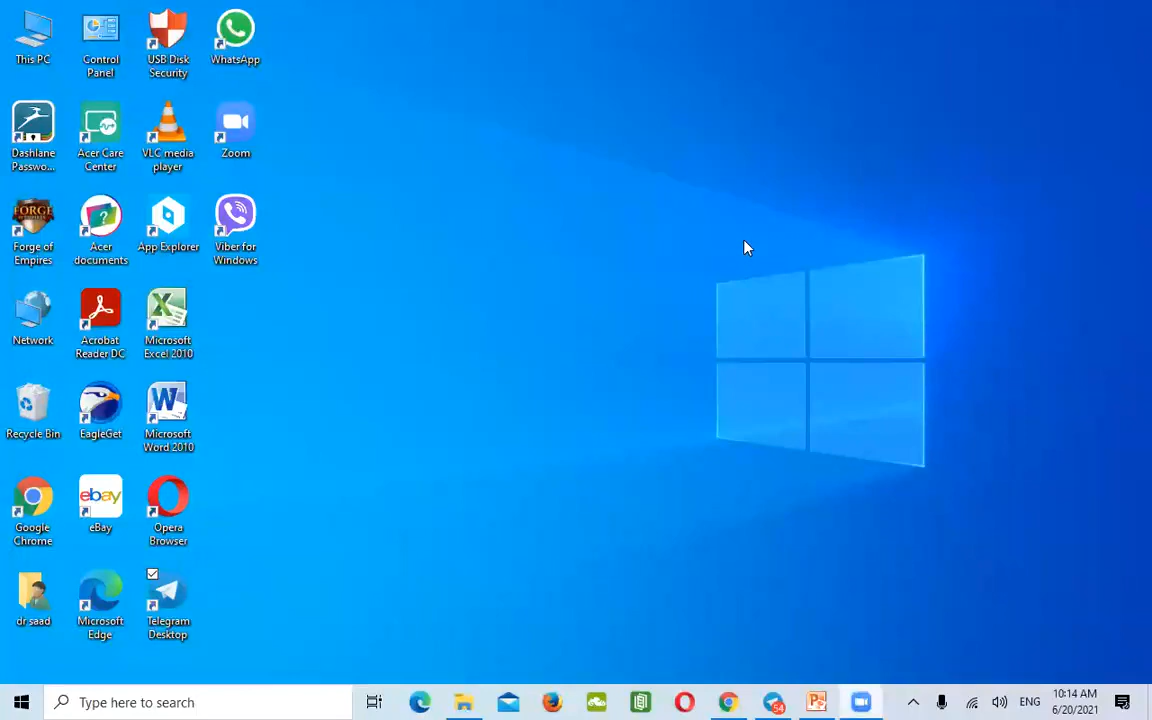 This PC
Control
Panel
USB Disk
Security
WhatsApp
Dashlane
Passwo...
Acer Care
Center
VLC media
player
Zoom
FORGE
Forge of
Empires
Acer
documents
App Explorer
Viber for
Windows
Network
Acrobat
Reader DC
Microsoft
Excel 2010
Recycle Bin
EagleGet
W
Microsoft
Word 2010
Google
Chrome
ebay
eBay
Opera
Browser
dr saad
Microsoft
Edge
Telegram
Desktop
Type here to search
54
ENG
10:14 AM
6/20/2021